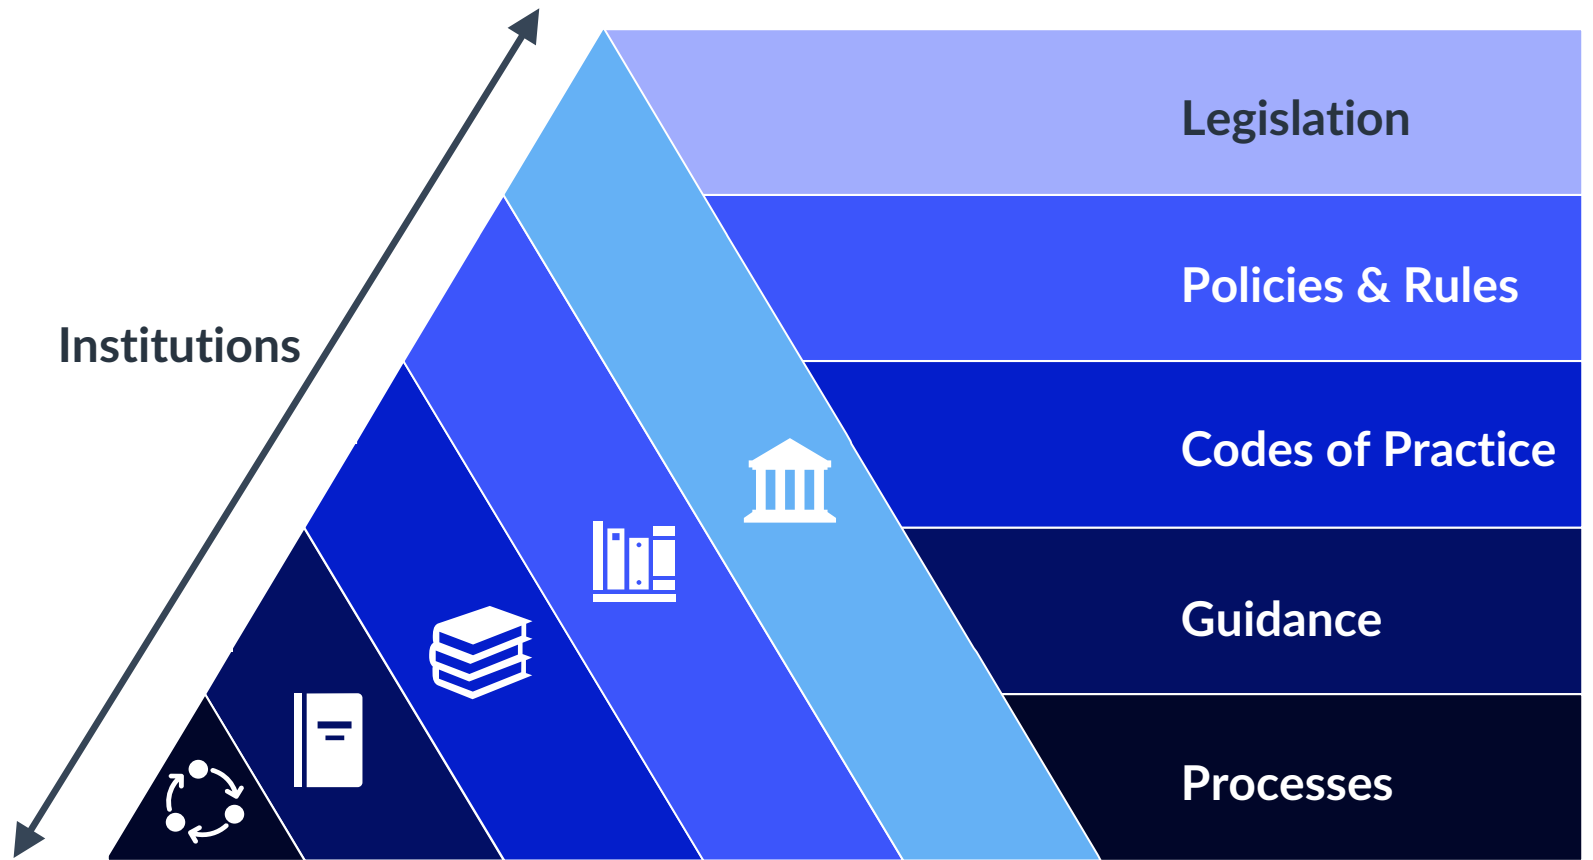 Legislation
Policies & Rules
Institutions
Codes of Practice
Guidance
Processes